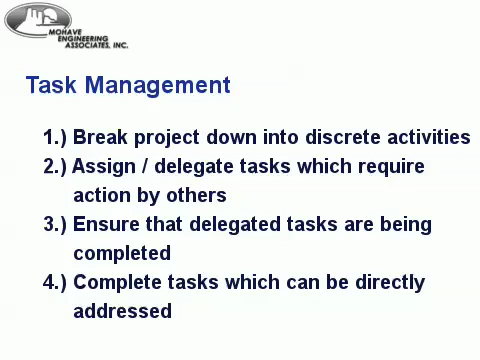 MOHAVE
ENGINEERING
ASSOCIATES, INC.
Task Management
1.) Break project down into discrete activities
2.) Assign / delegate tasks which require
action by others
3.) Ensure that delegated tasks are being
completed
4.) Complete tasks which can be directly
addressed